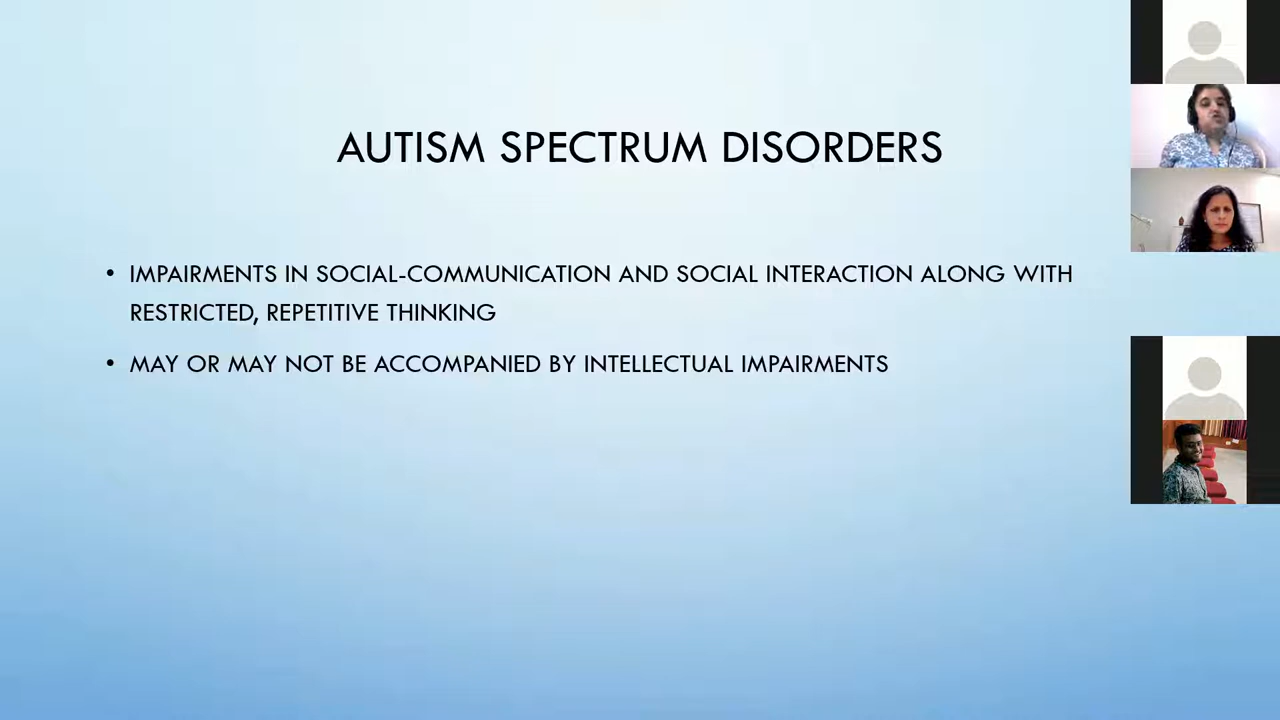 AUTISM SPECTRUM DISORDERS
• IMPAIRMENTS IN SOCIAL-COMMUNICATION AND SOCIAL INTERACTION ALONG WITH
RESTRICTED, REPETITIVE THINKING
• MAY OR MAY NOT BE ACCOMPANIED BY INTELLECTUAL IMPAIRMENTS